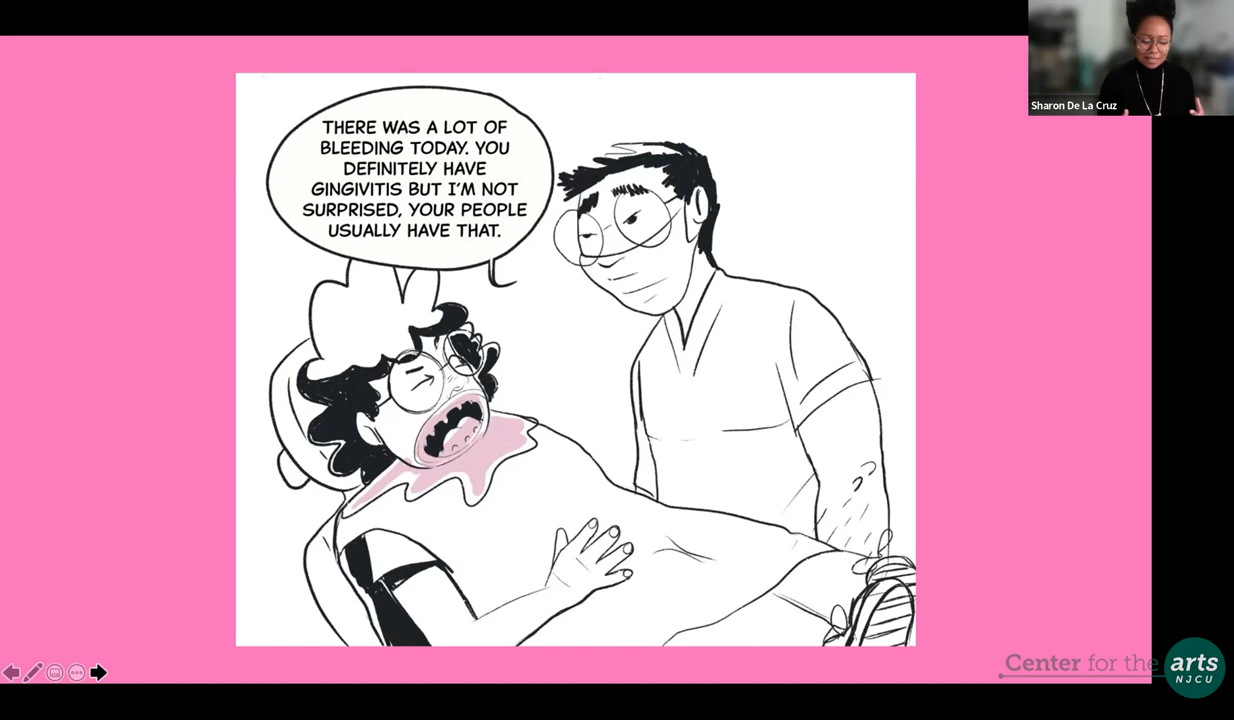 Sharon De La Cruz
THERE WAS A LOT OF
BLEEDING TODAY. YOU
DEFINITELY HAVE
GINGIVITIS BUT I'M NOT
SURPRISED, YOUR PEOPLE
USUALLY HAVE THAT.
Center for the arts
NJCU